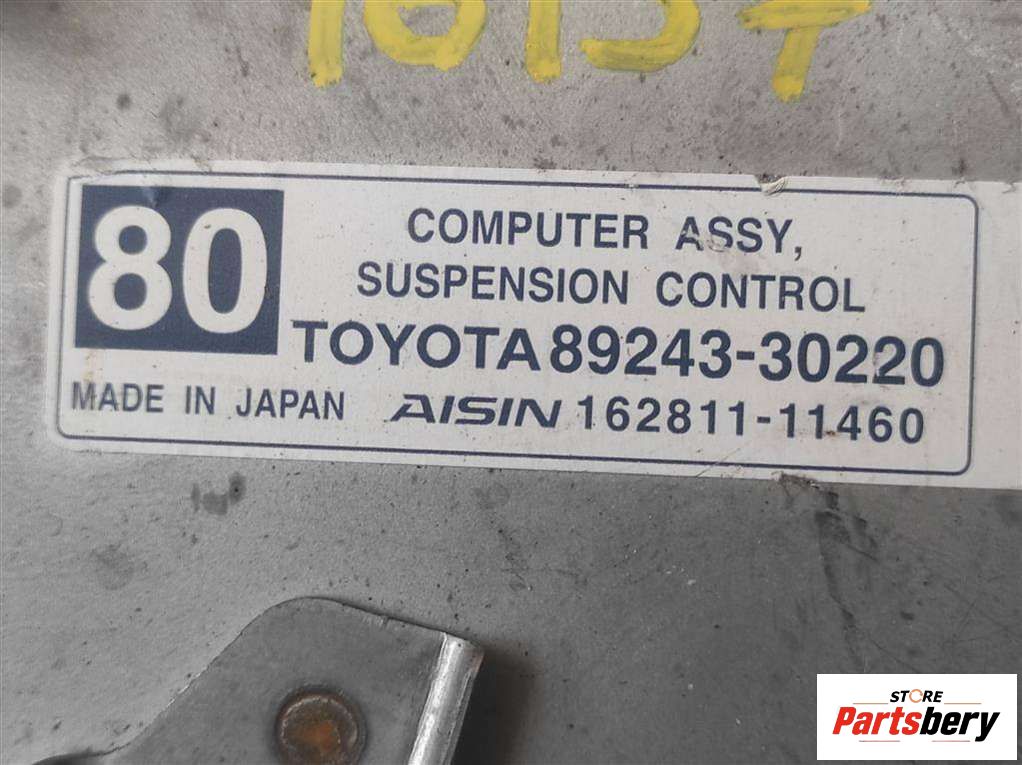 80
COMPUTER ASSY,
SUSPENSION CONTROL
TOYOTA 89243-30220
MADE IN JAPAN AISIN 162811-11460
STORE
Partsbery